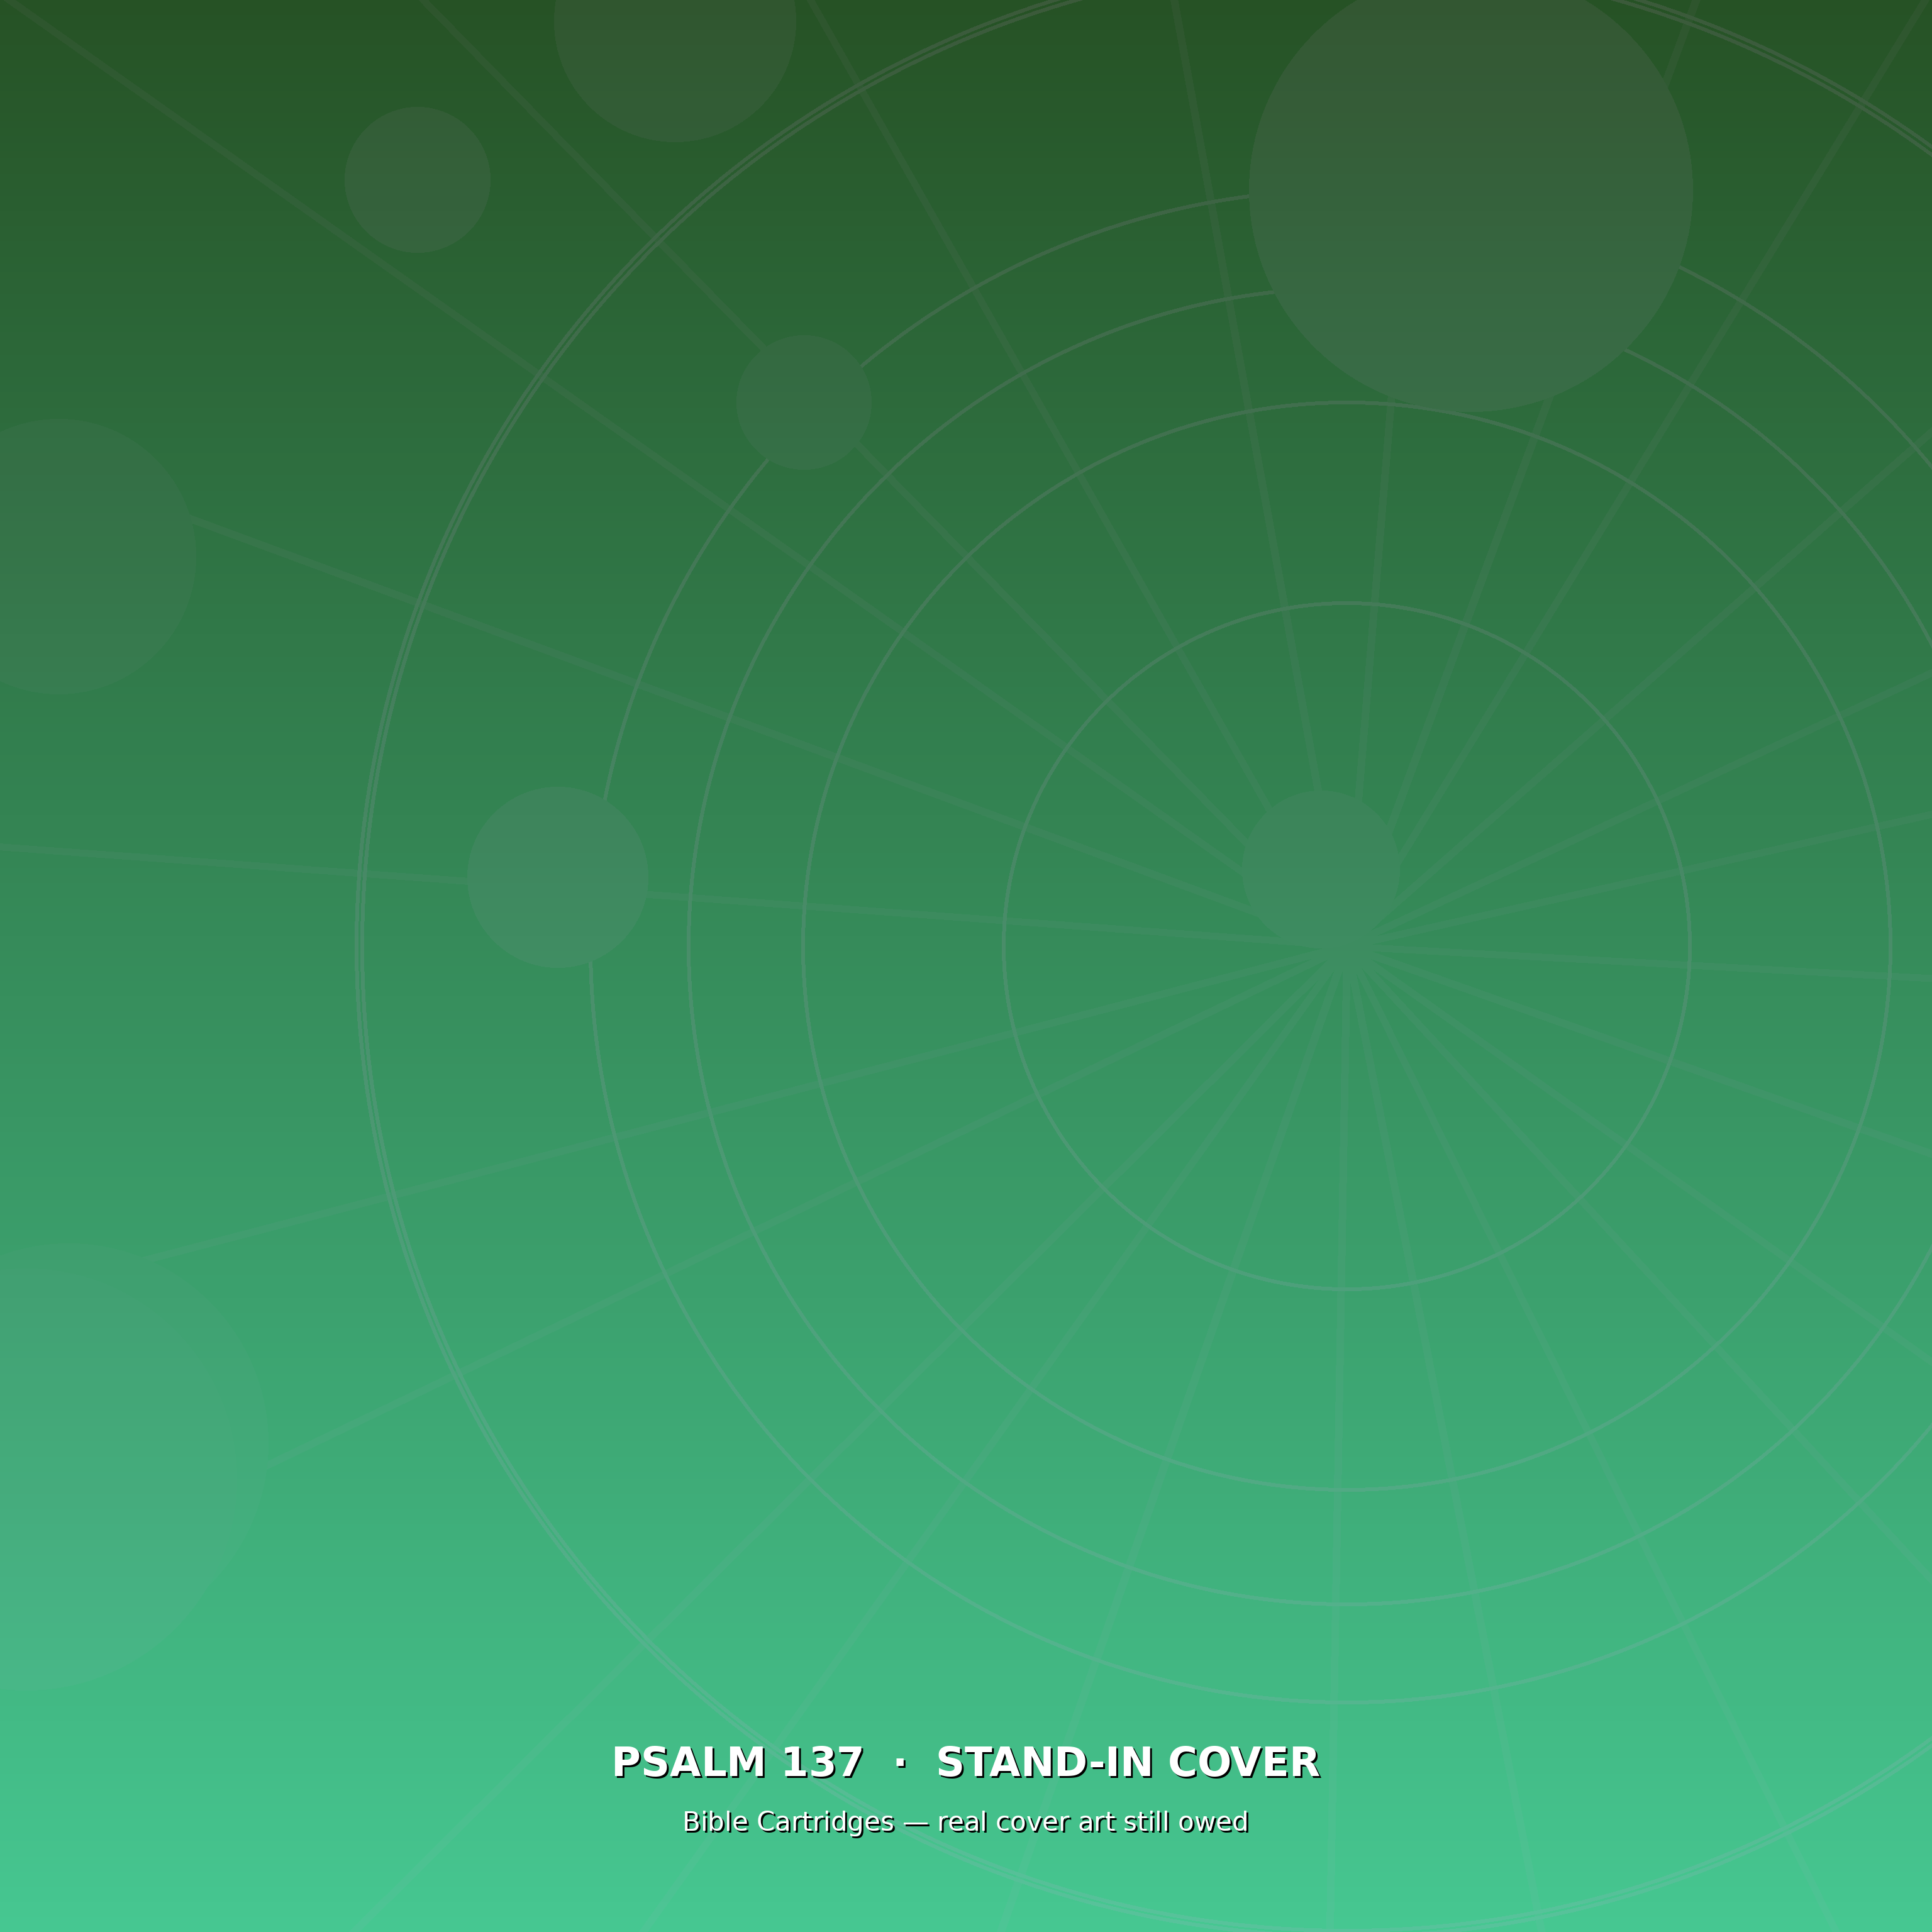 PSALM 137 · STAND-IN COVER
Bible Cartridges — real cover art still owed